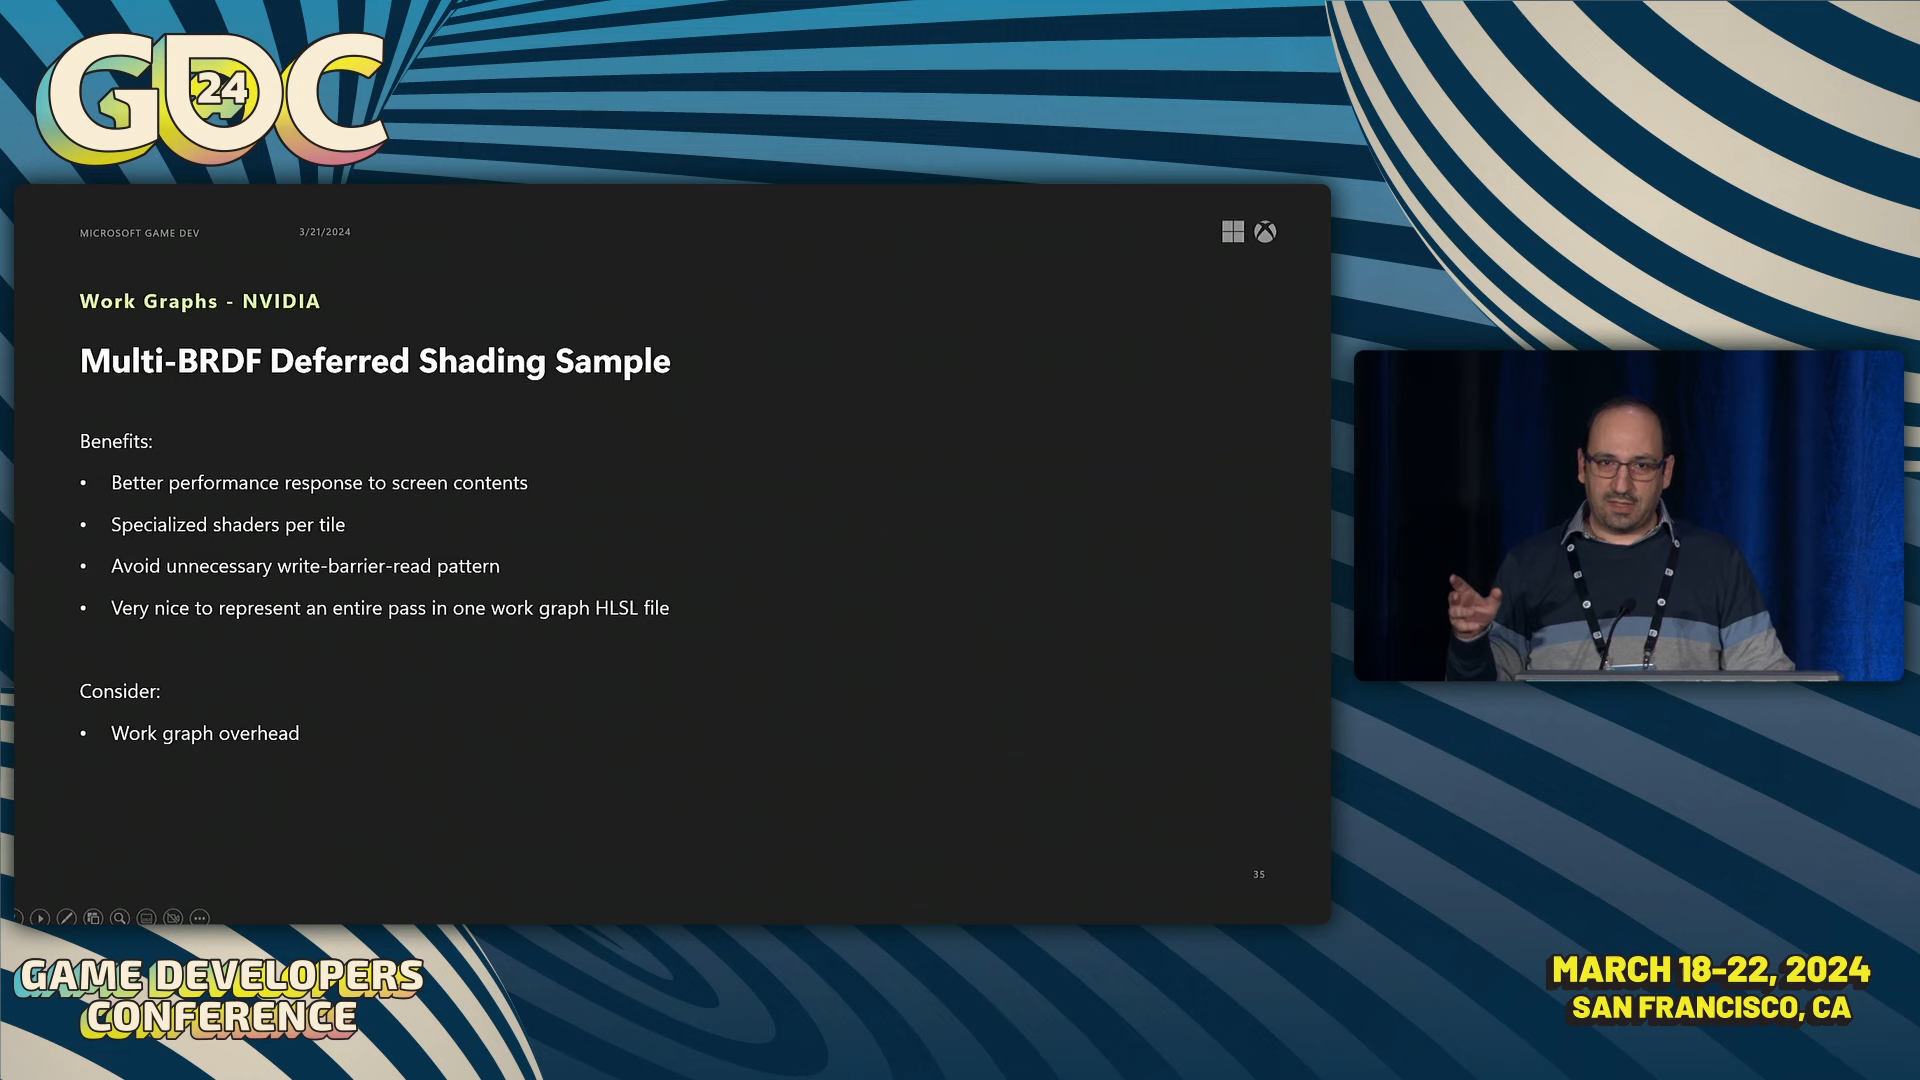 GDC
24
MICROSOFT GAME DEV
3/21/2024
Work Graphs - NVIDIA
Multi-BRDF Deferred Shading Sample
Benefits:
• Better performance response to screen contents
• Specialized shaders per tile
• Avoid unnecessary write-barrier-read pattern
• Very nice to represent an entire pass in one work graph HLSL file
Consider:
• Work graph overhead
35
GAME DEVELOPERS
CONFERENCE
MARCH 18-22, 2024
SAN FRANCISCO, CA